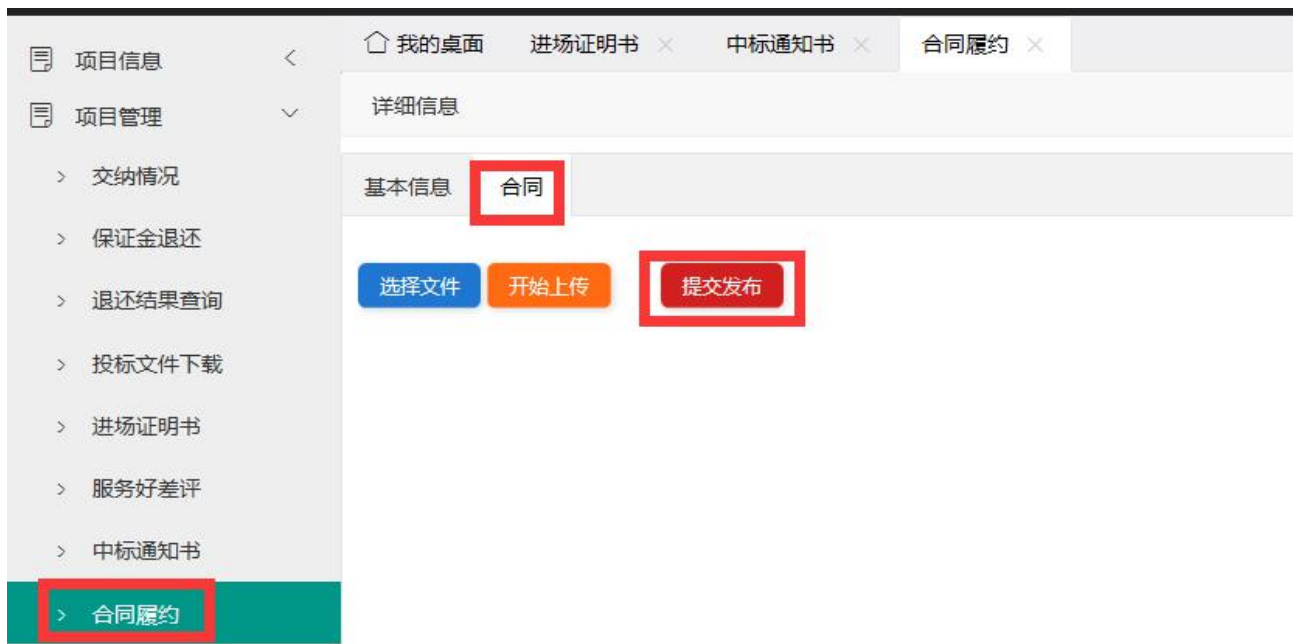 我的桌面 进场证明书 中标通知书 合同履约
项目信息
详细信息
项目管理
基本信息 合同
交纳情况
选择文件 开始上传 提交发布
保证金退还
退还结果查询
投标文件下载
进场证明书
服务好差评
中标通知书
合同履约